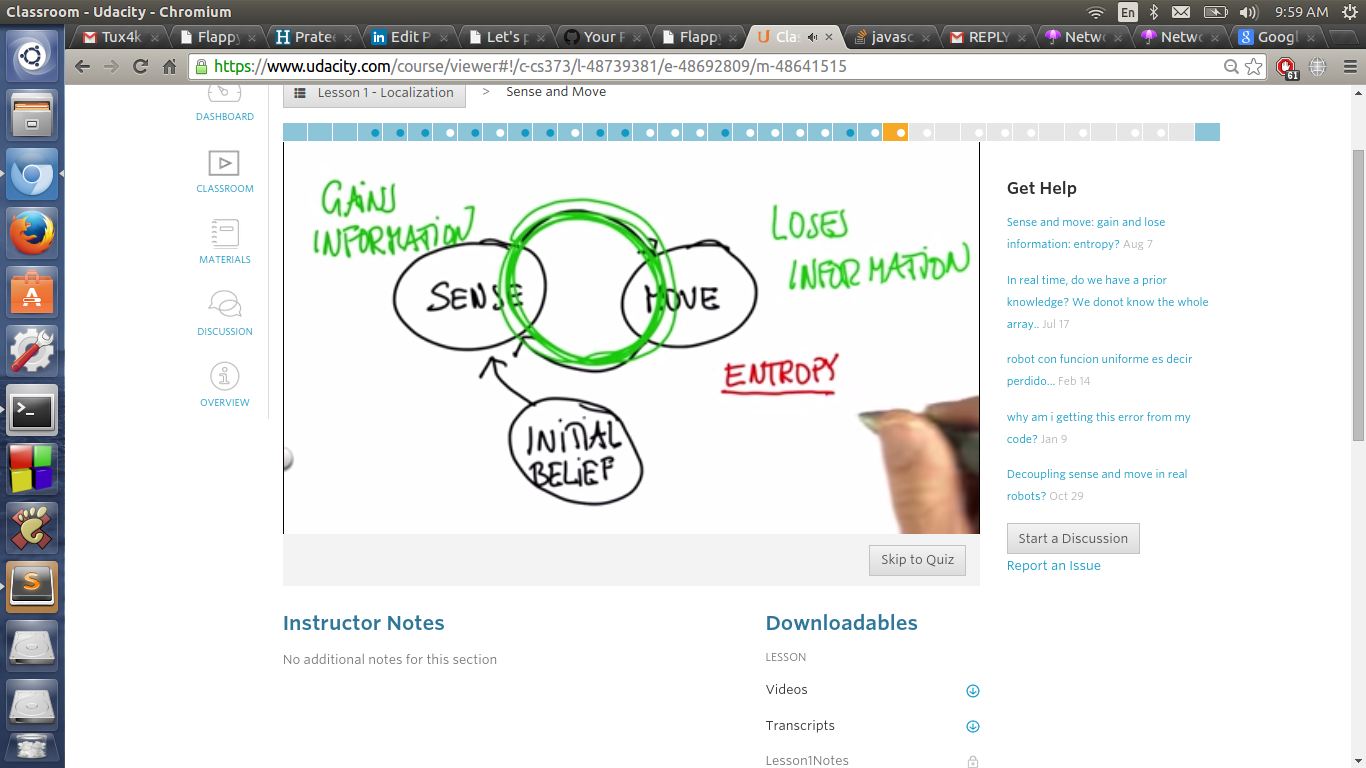 Classroom - Udacity - Chromium
En
9:59 AM
Tux4k
Flappy
Pratee
Edit P
Let's p
Your F
Flappy
Cla
javasc
REPLY
Netwo
Netwo
Googl
https://www.udacity.com/course/viewer#!/c-cs373/l-48739381/e-48692809/m-48641515
61
Lesson 1 - Localization > Sense and Move
DASHBOARD
CLASSROOM
MATERIALS
DISCUSSION
OVERVIEW
GAINS
INFORMATION
LOSES
INFORMATION
SENSE
MOVE
ENTROPY
INITIAL
BELIEF
Skip to Quiz
Get Help
Sense and move: gain and lose
information: entropy? Aug 7
In real time, do we have a prior
knowledge? We donot know the whole
array.. Jul 17
robot con funcion uniforme es decir
perdido... Feb 14
why am i getting this error from my
code? Jan 9
Decoupling sense and move in real
robots? Oct 29
Start a Discussion
Report an Issue
Instructor Notes
No additional notes for this section
Downloadables
LESSON
Videos
Transcripts
Lesson1Notes